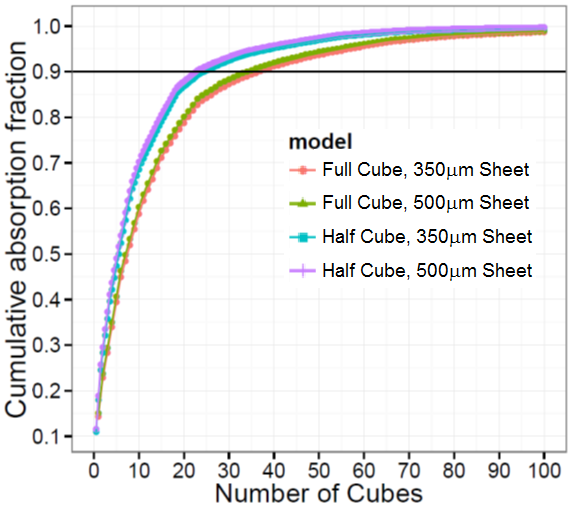 Cumulative absorption fraction
1.0
0.9
0.8
0.7
0.6
0.5
0.4
0.3
0.2
0.1
model
Full Cube, 350μm Sheet
Full Cube, 500μm Sheet
Half Cube, 350μm Sheet
Half Cube, 500μm Sheet
0 10 20 30 40 50 60 70 80 90 100
Number of Cubes